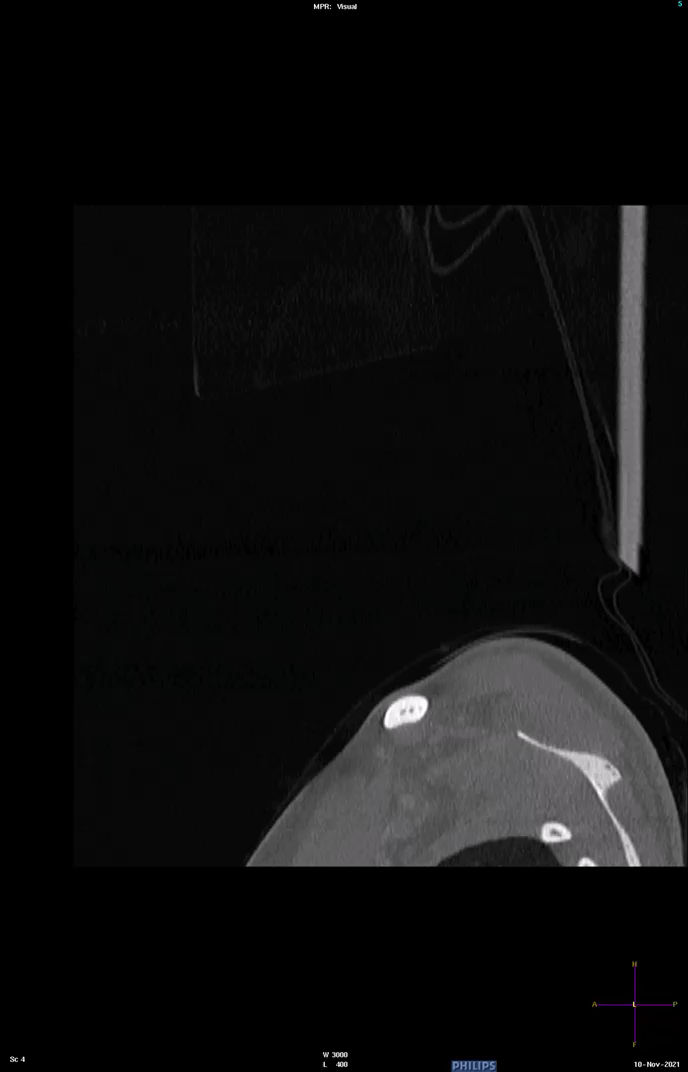 MPR: Visual
5
H
A
L
P
F
Sc 4
W 3000
L 400
PHILIPS
10-Nov-2021